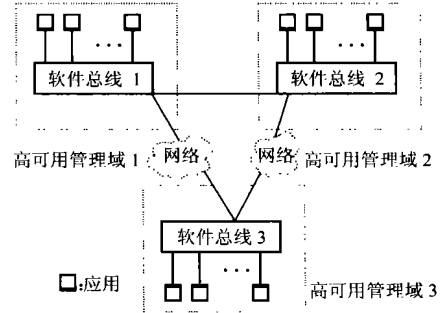 软件总线 1
软件总线 2
高可用管理域 1
网络
网络
高可用管理域 2
软件总线 3
:应用
高可用管理域 3